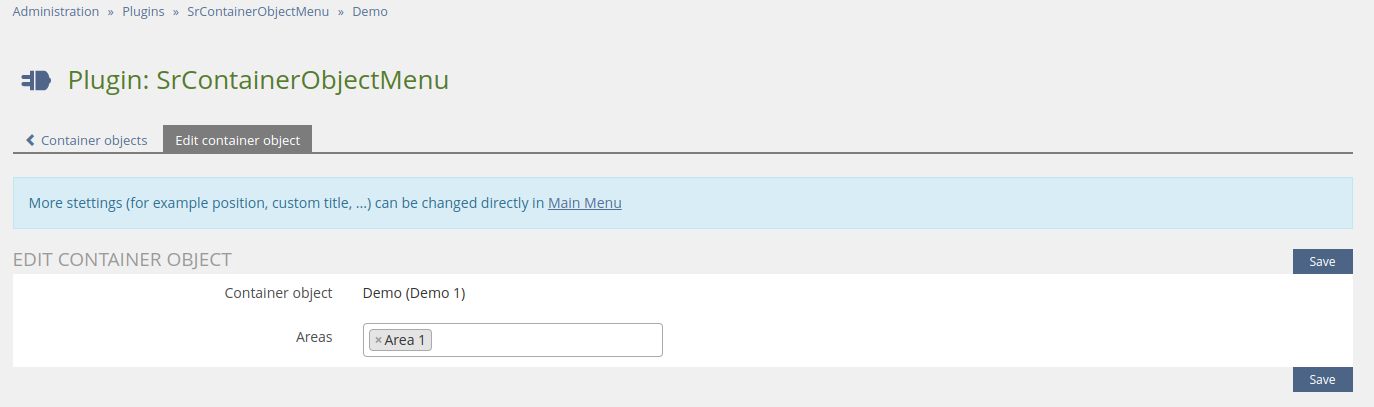 Administration » Plugins » SrContainerObjectMenu » Demo
Plugin: SrContainerObjectMenu
Container objects Edit container object
More stettings (for example position, custom title, ...) can be changed directly in Main Menu
EDIT CONTAINER OBJECT Save
Container object Demo (Demo 1)
Areas × Area 1
Save